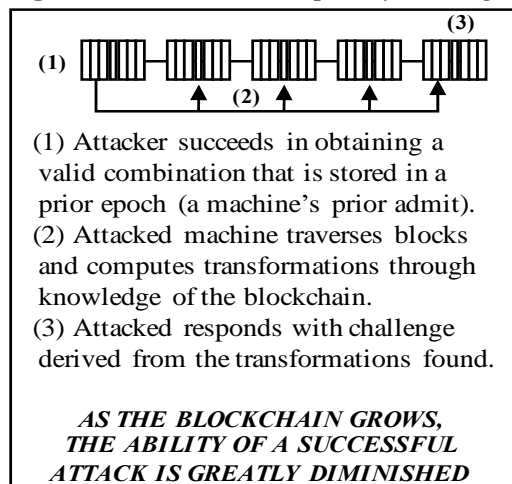 (3)
(1)
(2)
(1) Attacker succeeds in obtaining a
valid combination that is stored in a
prior epoch (a machine's prior admit).
(2) Attacked machine traverses blocks
and computes transformations through
knowledge of the blockchain.
(3) Attacked responds with challenge
derived from the transformations found.
AS THE BLOCKCHAIN GROWS,
THE ABILITY OF A SUCCESSFUL
ATTACK IS GREATLY DIMINISHED